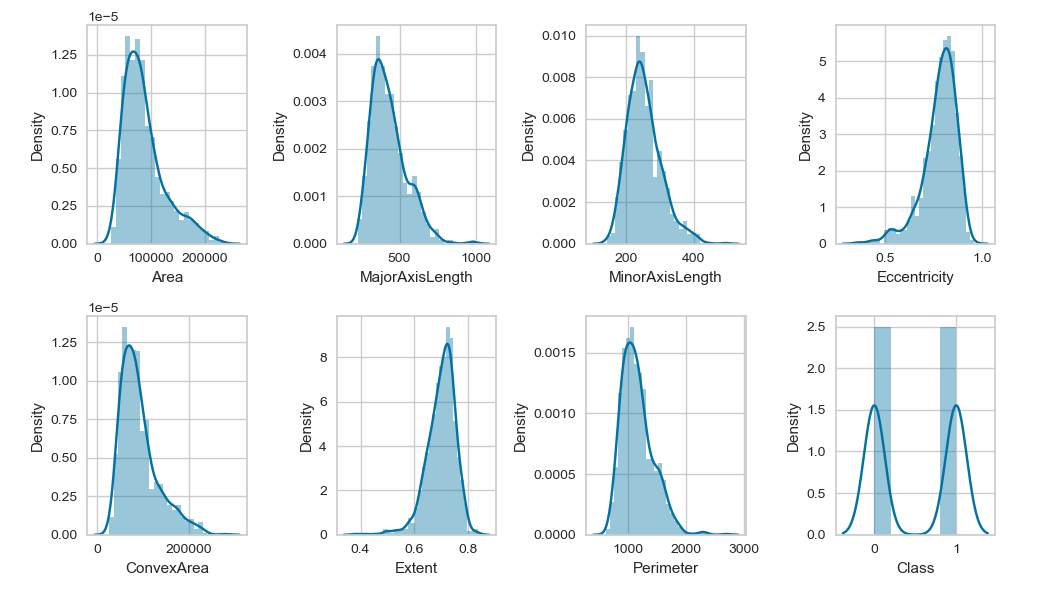 1e−5
Density
1.25
1.00
0.75
0.50
0.25
0.00
0 100000 200000
Area
Density
0.004
0.003
0.002
0.001
0.000
500 1000
MajorAxisLength
Density
0.010
0.008
0.006
0.004
0.002
0.000
200 400
MinorAxisLength
Density
5
4
3
2
1
0
0.5 1.0
Eccentricity
1e−5
Density
1.25
1.00
0.75
0.50
0.25
0.00
0 200000
ConvexArea
Density
8
6
4
2
0
0.4 0.6 0.8
Extent
Density
0.0015
0.0010
0.0005
0.0000
1000 2000 3000
Perimeter
Density
2.5
2.0
1.5
1.0
0.5
0.0
0 1
Class